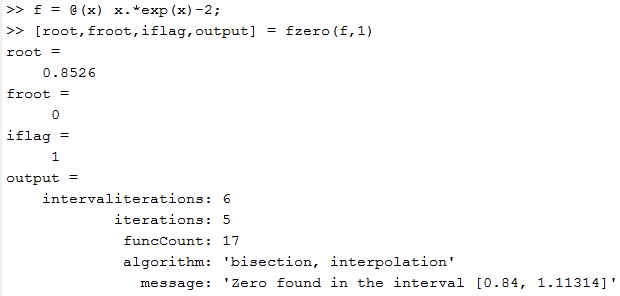 >> f = @(x) x.*exp(x)-2;
>> [root,froot,iflag,output] = fzero(f,1)
root =
0.8526
froot =
0
iflag =
1
output =
intervaliterations: 6
iterations: 5
funcCount: 17
algorithm: 'bisection, interpolation'
message: 'Zero found in the interval [0.84, 1.11314]'